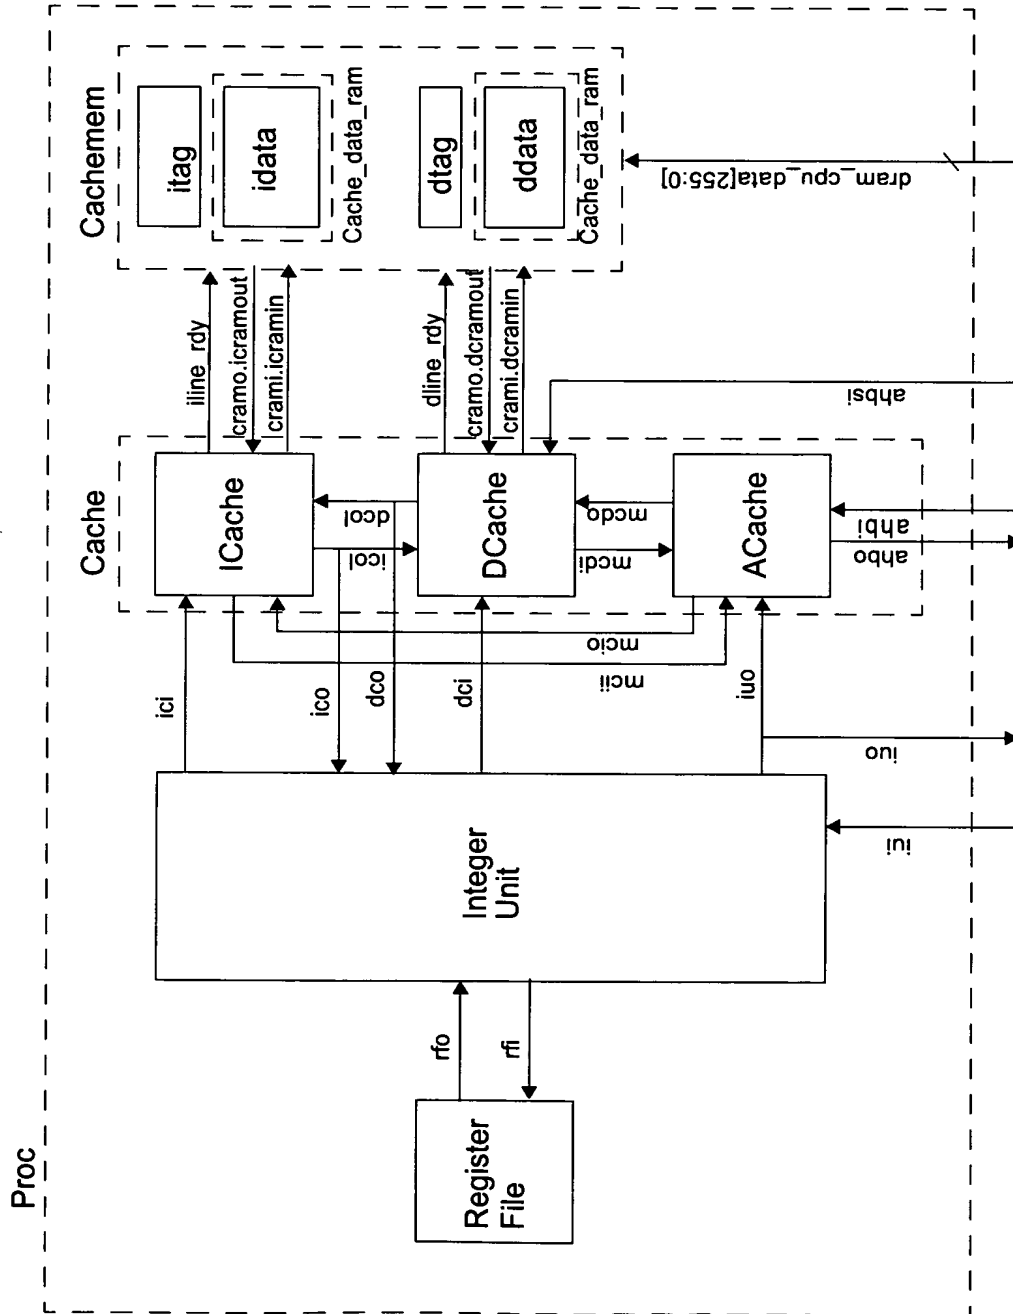 Proc
Cachemem
itag
idata
Cache_data_ram
dtag
ddata
Cache_data_ram
dram_cpu_data[255:0]
iline_rdy
cramo.icramout
crami.icramin
dline_rdy
cramo.dcramout
crami.dcramin
ahbsi
Cache
ICache
dcol
icol
DCache
mcdo
mcdi
ACache
ahbi
ahbo
mcio
mcii
ici
ico
dco
dci
iuo
iuo
Integer
Unit
iui
rfo
rfi
Register
File